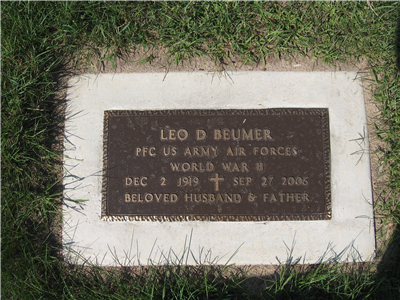 LEO D BEUMER
PFC US ARMY AIR FORCES
WORLD WAR II
DEC 2 1919 ✝ SEP 27 2006
BELOVED HUSBAND & FATHER